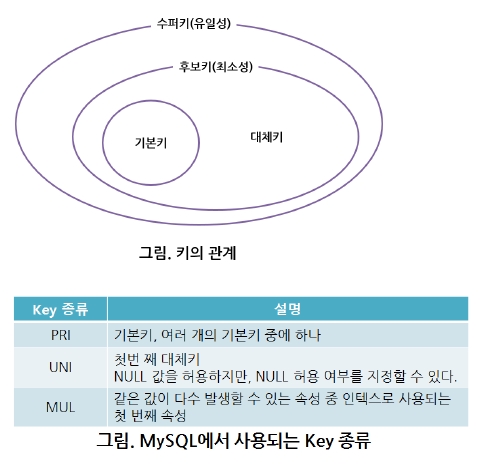 수퍼키(유일성)
후보키(최소성)
기본키
대체키
그림. 키의 관계
Key 종류 설명
PRI 기본키, 여러 개의 기본키 중에 하나
UNI 첫번 째 대체키
NULL 값을 허용하지만, NULL 허용 여부를 지정할 수 있다.
MUL 같은 값이 다수 발생할 수 있는 속성 중 인텍스로 사용되는
첫 번째 속성
그림. MySQL에서 사용되는 Key 종류